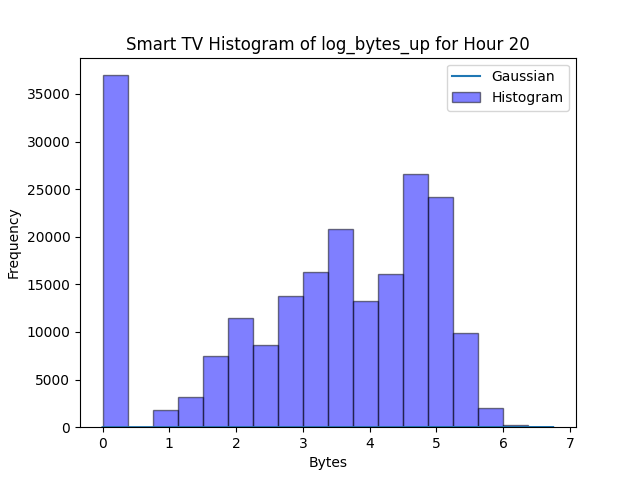 Smart TV Histogram of log_bytes_up for Hour 20
Gaussian
Histogram
Frequency
35000
30000
25000
20000
15000
10000
5000
0
0 1 2 3 4 5 6 7
Bytes